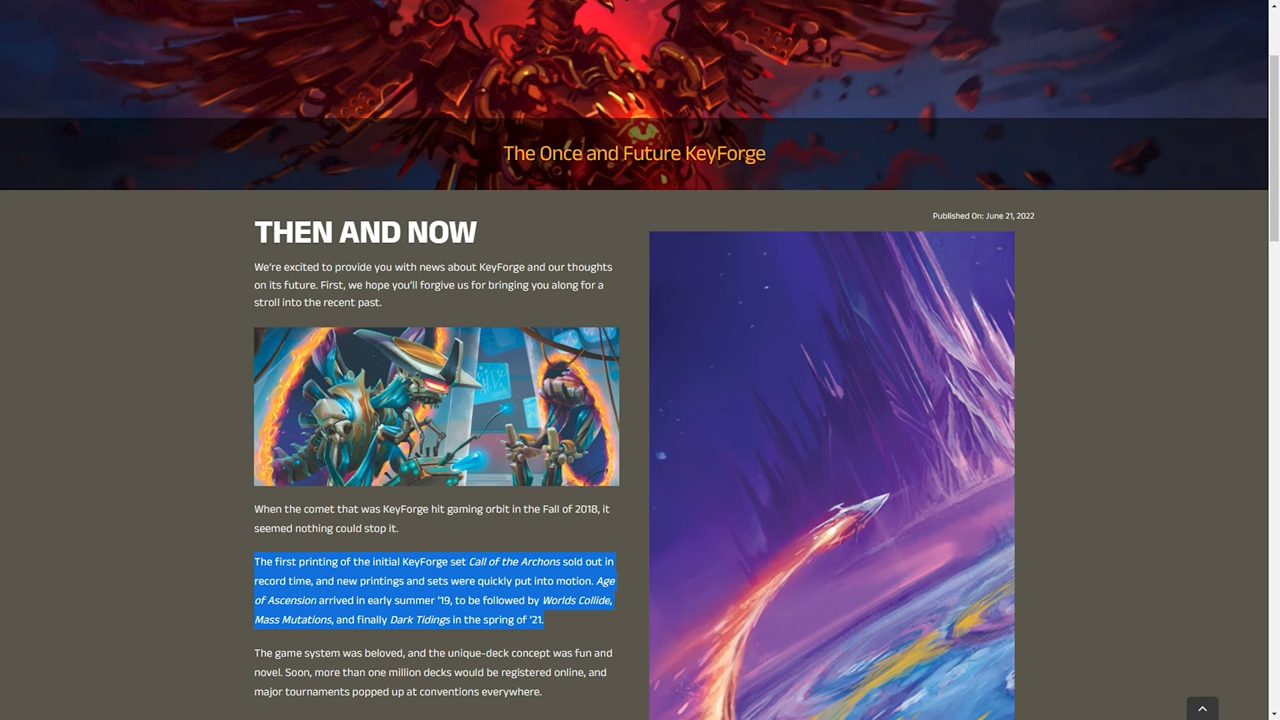 The Once and Future KeyForge
Published On: June 21, 2022
THEN AND NOW
We're excited to provide you with news about KeyForge and our thoughts
on its future. First, we hope you'll forgive us for bringing you along for a
stroll into the recent past.
When the comet that was KeyForge hit gaming orbit in the Fall of 2018, it
seemed nothing could stop it.
The first printing of the initial KeyForge set Call of the Archons sold out in
record time, and new printings and sets were quickly put into motion. Age
of Ascension arrived in early summer '19, to be followed by Worlds Collide,
Mass Mutations, and finally Dark Tidings in the spring of '21.
The game system was beloved, and the unique-deck concept was fun and
novel. Soon, more than one million decks would be registered online, and
major tournaments popped up at conventions everywhere.